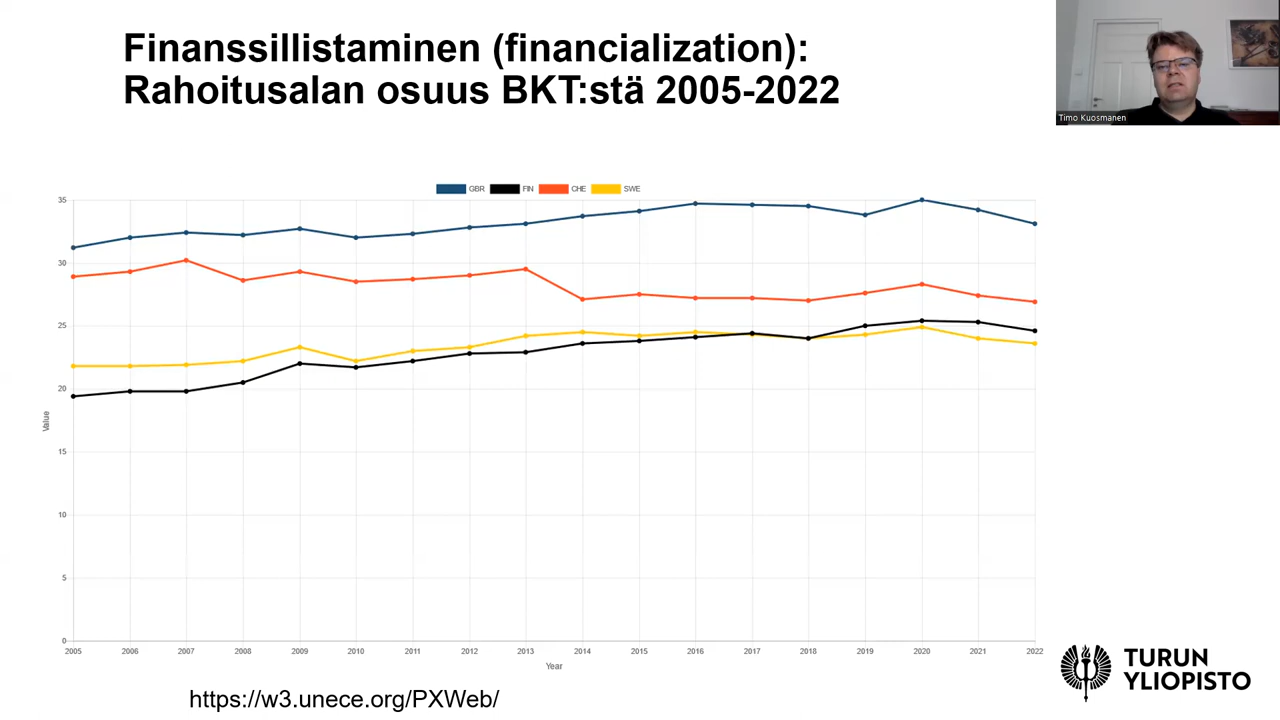 Finanssillistaminen (financialization):
Rahoitusalan osuus BKT:stä 2005-2022
Timo Kuosmanen
GBR FIN CHE SWE
35
30
25
20
15
10
5
0
Value
2005 2006 2007 2008 2009 2010 2011 2012 2013 2014 2015 2016 2017 2018 2019 2020 2021 2022
Year
https://w3.unece.org/PXWeb/
TURUN
YLIOPISTO